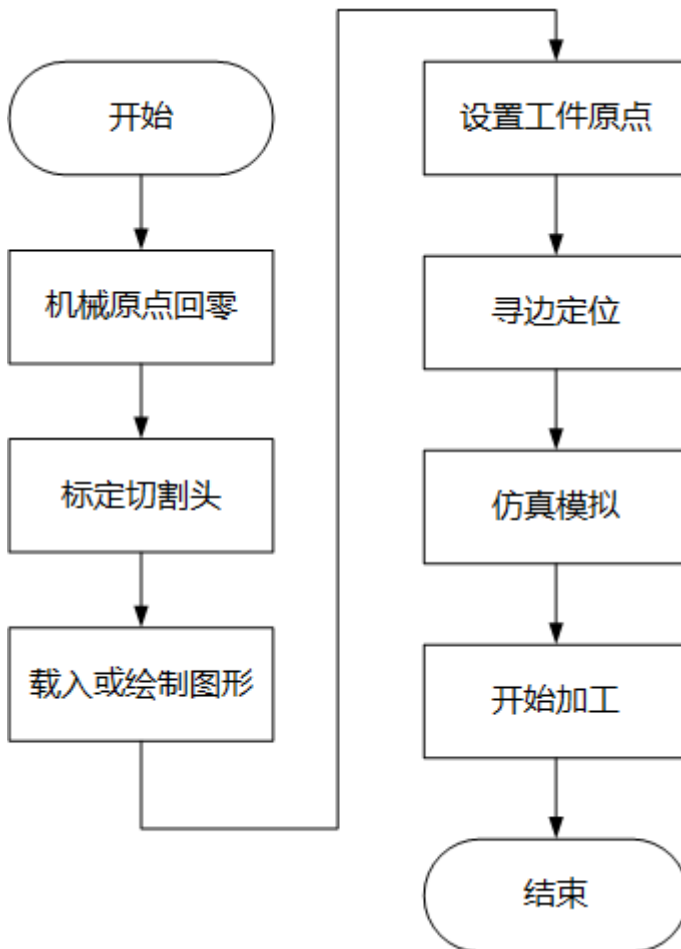 开始
机械原点回零
标定切割头
载入或绘制图形
设置工件原点
寻边定位
仿真模拟
开始加工
结束